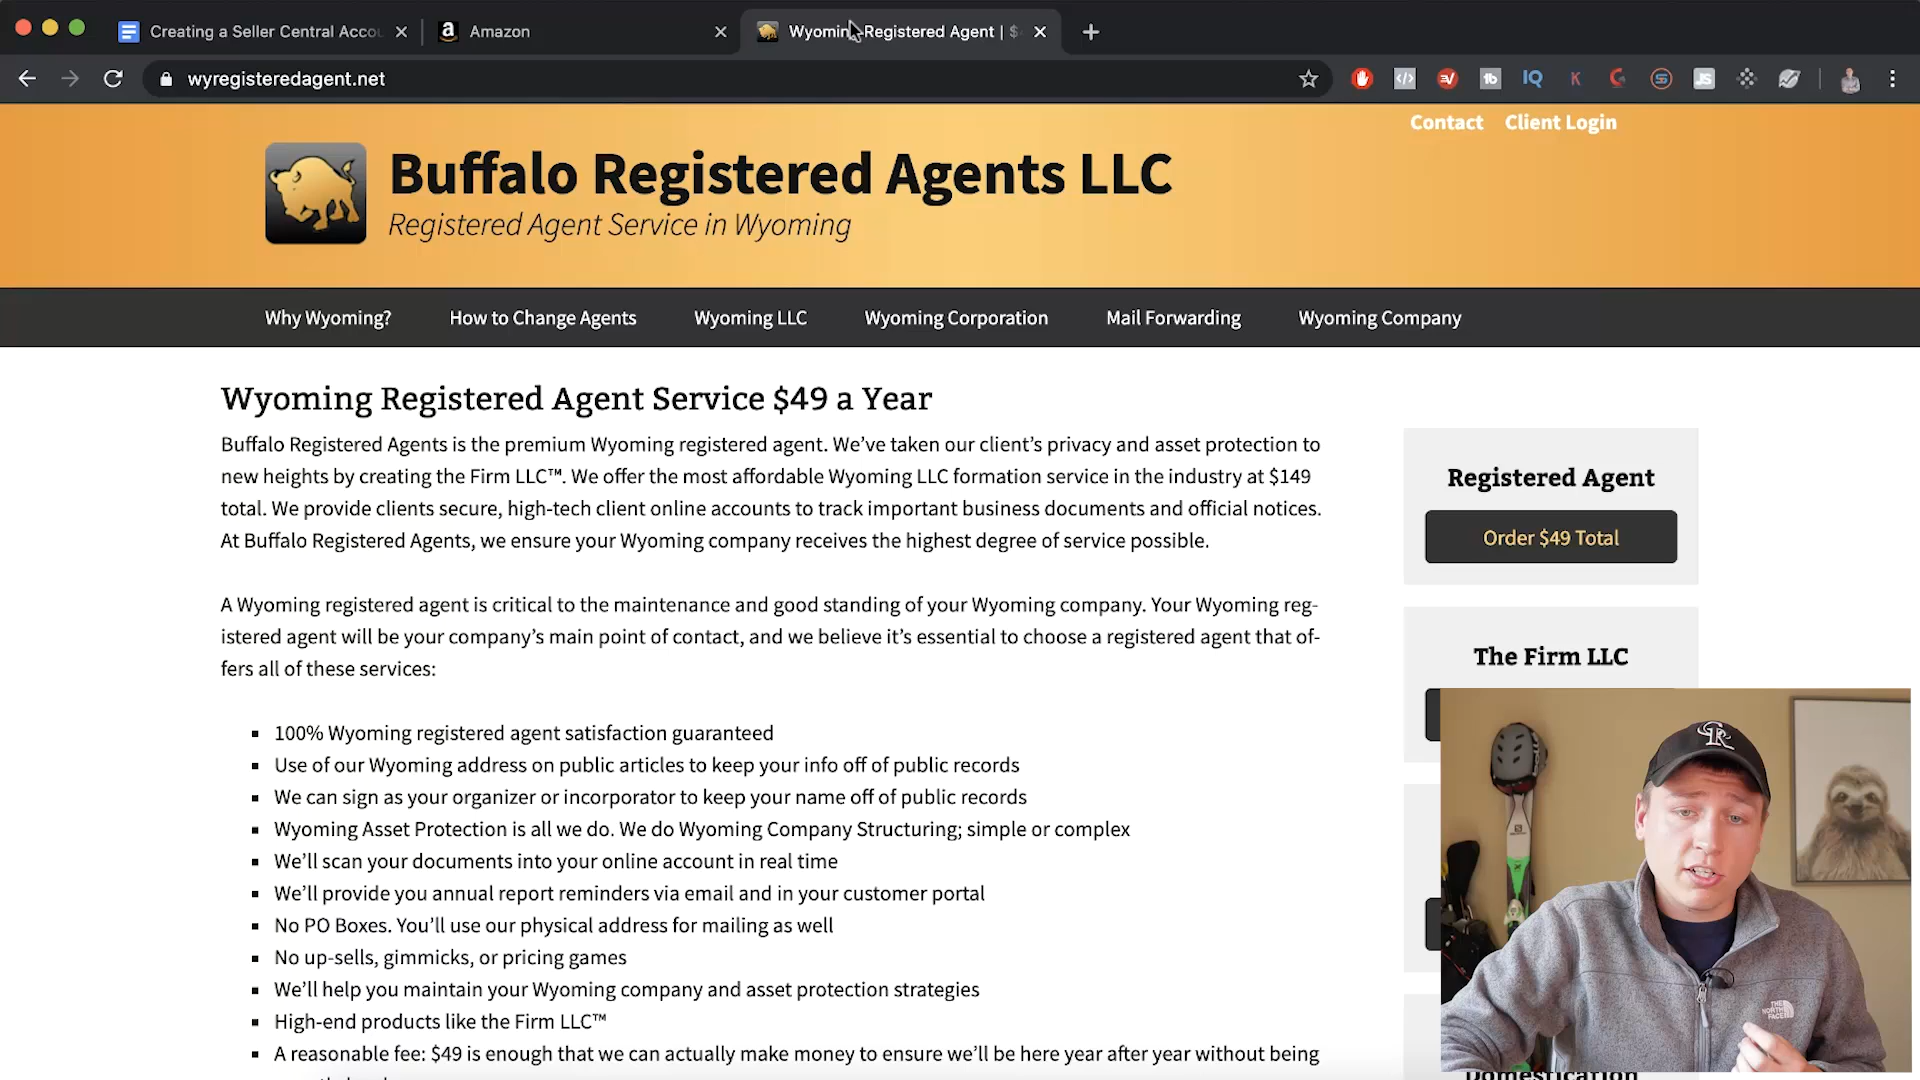 Creating a Seller Central Accou
Amazon
Wyoming Registered Agent | $
wyregisteredagent.net
Contact Client Login
Buffalo Registered Agents LLC
Registered Agent Service in Wyoming
Why Wyoming? How to Change Agents Wyoming LLC Wyoming Corporation Mail Forwarding Wyoming Company
Wyoming Registered Agent Service $49 a Year
Buffalo Registered Agents is the premium Wyoming registered agent. We’ve taken our client’s privacy and asset protection to
new heights by creating the Firm LLC™. We offer the most affordable Wyoming LLC formation service in the industry at $149
total. We provide clients secure, high-tech client online accounts to track important business documents and official notices.
At Buffalo Registered Agents, we ensure your Wyoming company receives the highest degree of service possible.
A Wyoming registered agent is critical to the maintenance and good standing of your Wyoming company. Your Wyoming reg-
istered agent will be your company’s main point of contact, and we believe it’s essential to choose a registered agent that of-
fers all of these services:
100% Wyoming registered agent satisfaction guaranteed
Use of our Wyoming address on public articles to keep your info off of public records
We can sign as your organizer or incorporator to keep your name off of public records
Wyoming Asset Protection is all we do. We do Wyoming Company Structuring; simple or complex
We’ll scan your documents into your online account in real time
We’ll provide you annual report reminders via email and in your customer portal
No PO Boxes. You’ll use our physical address for mailing as well
No up-sells, gimmicks, or pricing games
We’ll help you maintain your Wyoming company and asset protection strategies
High-end products like the Firm LLC™
A reasonable fee: $49 is enough that we can actually make money to ensure we’ll be here year after year without being
Registered Agent
Order $49 Total
The Firm LLC
Domestication
THE NORTH FACE
CR